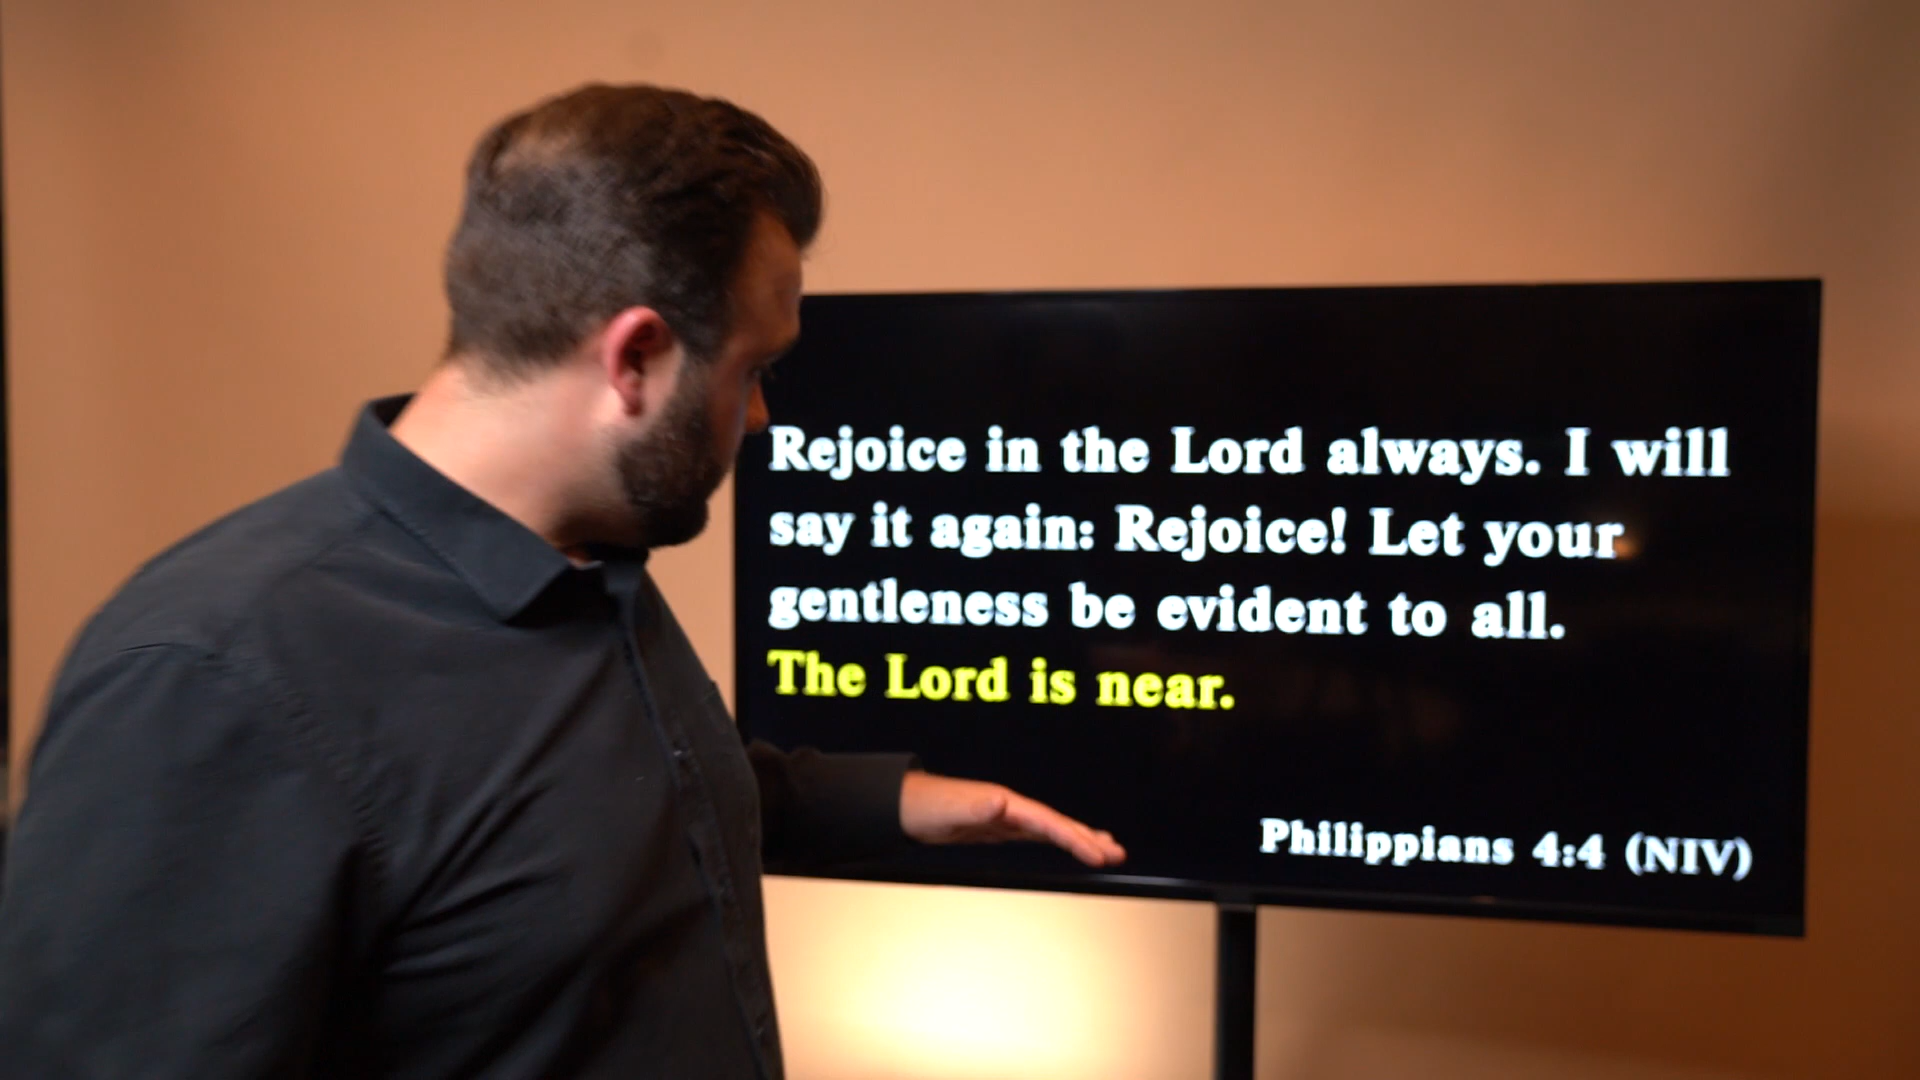 Rejoice in the Lord always. I will
say it again: Rejoice! Let your
gentleness be evident to all.
The Lord is near.
Philippians 4:4 (NIV)